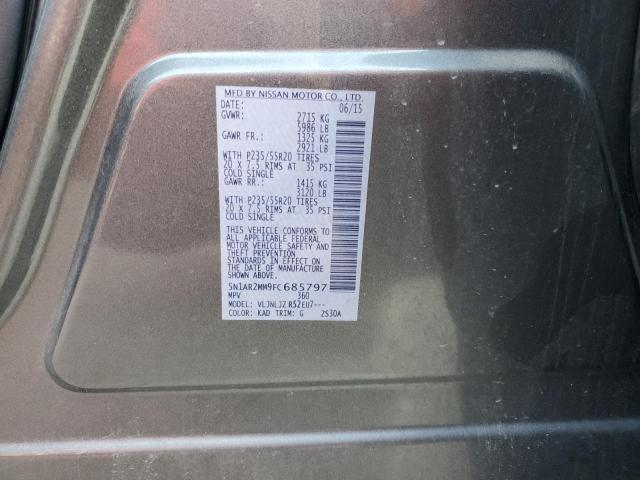 MFD BY NISSAN MOTOR CO., LTD.
DATE: 06/15
GVWR: 2715 KG
5986 LB
GAWR FR.: 1325 KG
2921 LB
WITH P235/55R20 TIRES
20 X 7.5 RIMS AT 35 PSI
COLD SINGLE
GAWR RR.: 1415 KG
3120 LB
WITH P235/55R20 TIRES
20 X 7.5 RIMS AT 35 PSI
COLD SINGLE
THIS VEHICLE CONFORMS TO
ALL APPLICABLE FEDERAL
MOTOR VEHICLE SAFETY AND
THEFT PREVENTION
STANDARDS IN EFFECT ON
THE DATE OF MANUFACTURE
SHOWN ABOVE.
5N1AR2MM9FC685797
MPV 360
MODEL: VLJNLJZ R52EU7---
COLOR: KAD TRIM: G 2S30A